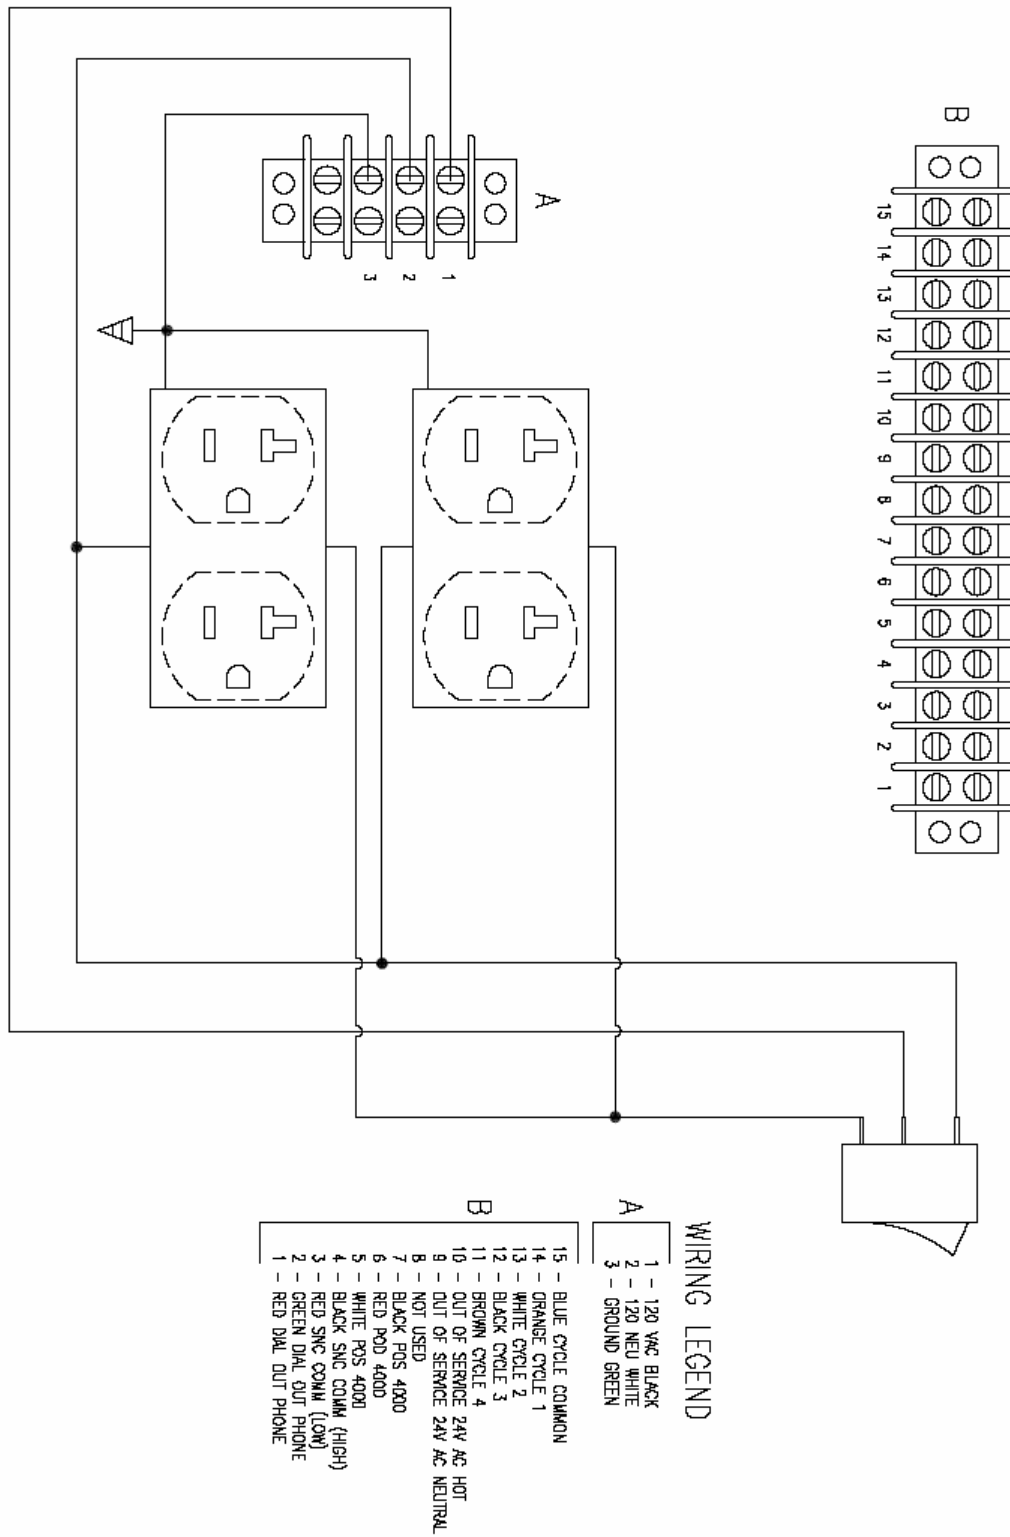 A
1
2
3
B
15
14
13
12
11
10
9
8
7
6
5
4
3
2
1
WIRING LEGEND
A
1 - 120 VAC BLACK
2 - 120 NEU WHITE
3 - GROUND GREEN
B
15 - BLUE CYCLE COMMON
14 - ORANGE CYCLE 1
13 - WHITE CYCLE 2
12 - BLACK CYCLE 3
11 - BROWN CYCLE 4
10 - OUT OF SERVICE 24V AC HOT
9 - OUT OF SERVICE 24V AC NEUTRAL
8 - NOT USED
7 - BLACK POS 4000
6 - RED POD 4000
5 - WHITE POS 4000
4 - BLACK SNC COMM (HIGH)
3 - RED SNC COMM (LOW)
2 - GREEN DIAL OUT PHONE
1 - RED DIAL OUT PHONE